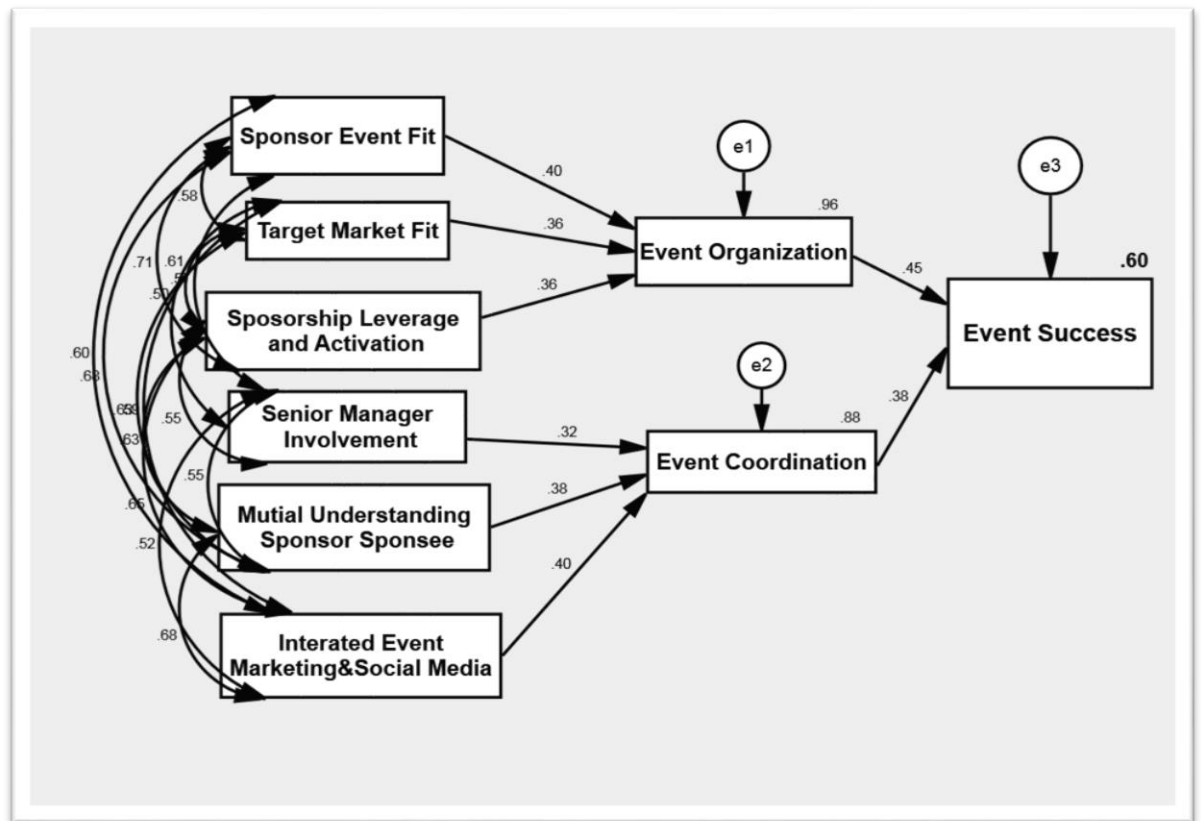 Sponsor Event Fit
.40
e1
e3
.58
Target Market Fit
.36
.96
Event Organization
.45
.60
.71
.61
.50
Sposorship Leverage
and Activation
.36
Event Success
.60
.68
e2
.63
.55
Senior Manager
Involvement
.32
.88
.38
Event Coordination
.63
.55
.38
Mutial Understanding
Sponsor Sponsee
.65
.52
.40
.68
Interated Event
Marketing&Social Media